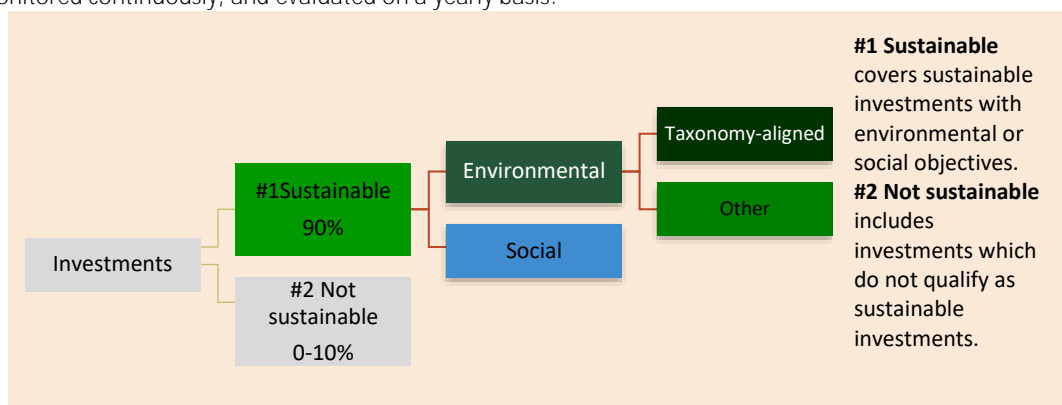 continuously, and evaluated on a yearly basis.
Investments
#1Sustainable
90%
#2 Not
sustainable
0-10%
Environmental
Social
Taxonomy-aligned
Other
#1 Sustainable
covers sustainable
investments with
environmental or
social objectives.
#2 Not sustainable
includes
investments which
do not qualify as
sustainable
investments.